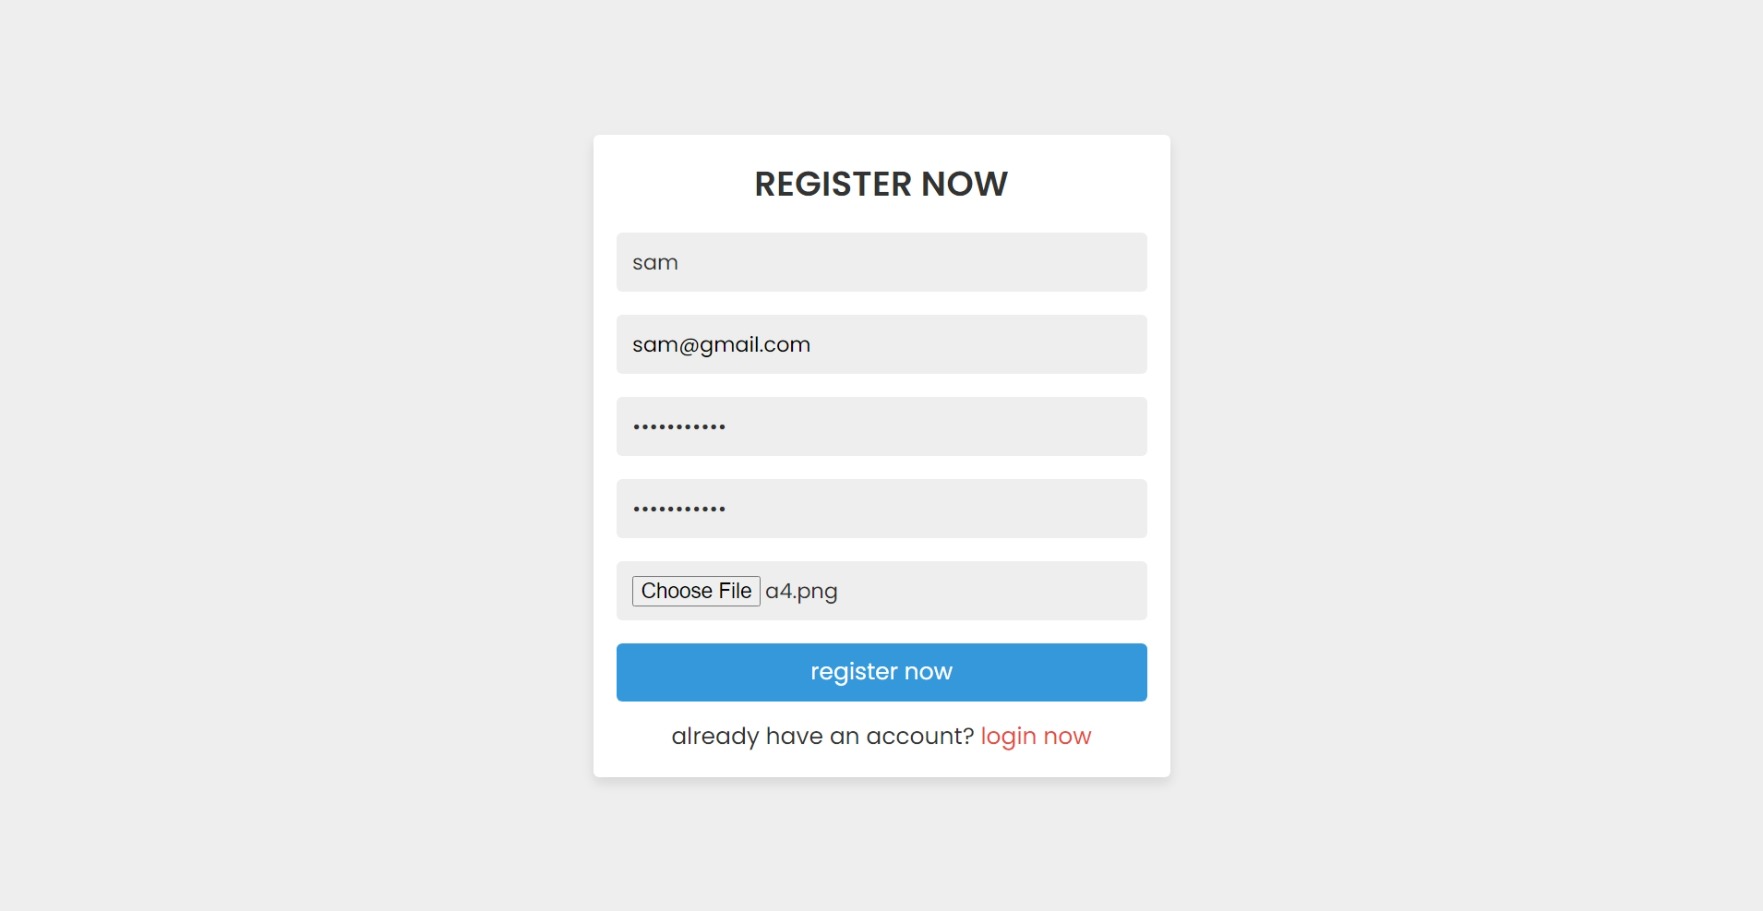 REGISTER NOW
sam
sam@gmail.com
•••••••••••
•••••••••••
Choose File a4.png
register now
already have an account? login now